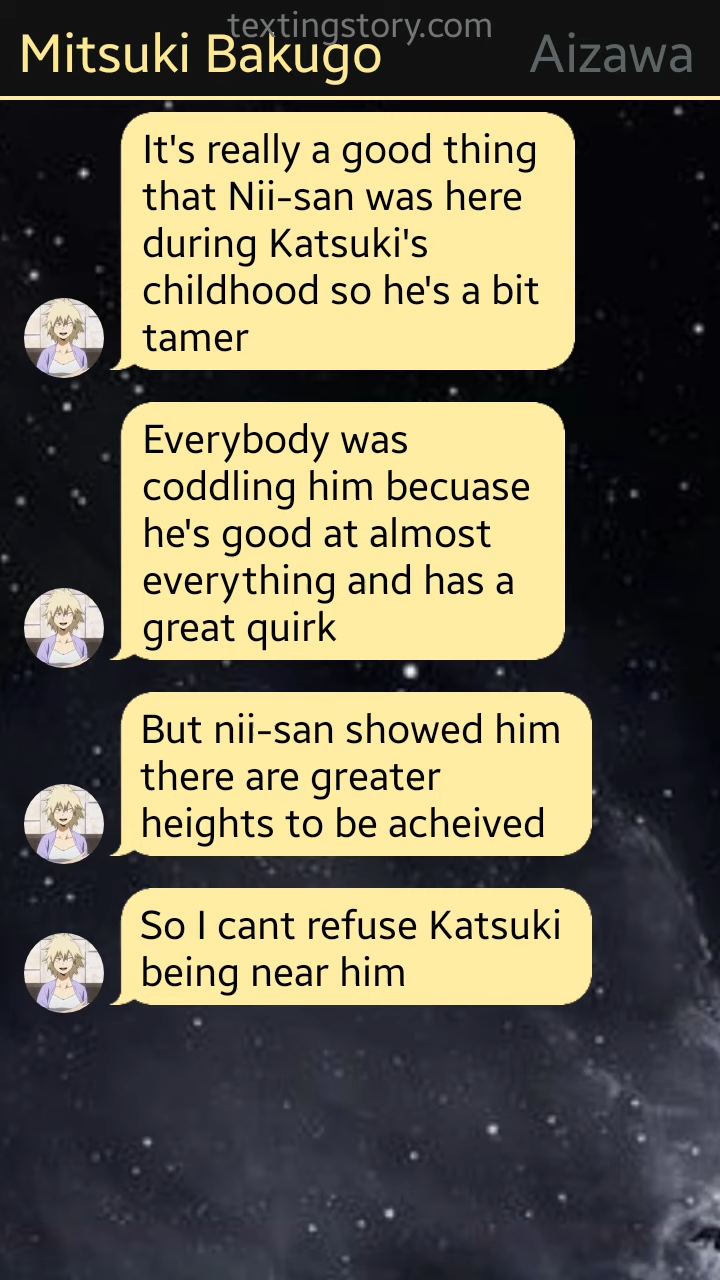 textingstory.com
Mitsuki Bakugo Aizawa
It's really a good thing
that Nii-san was here
during Katsuki's
childhood so he's a bit
tamer
Everybody was
coddling him becuase
he's good at almost
everything and has a
great quirk
But nii-san showed him
there are greater
heights to be acheived
So I cant refuse Katsuki
being near him